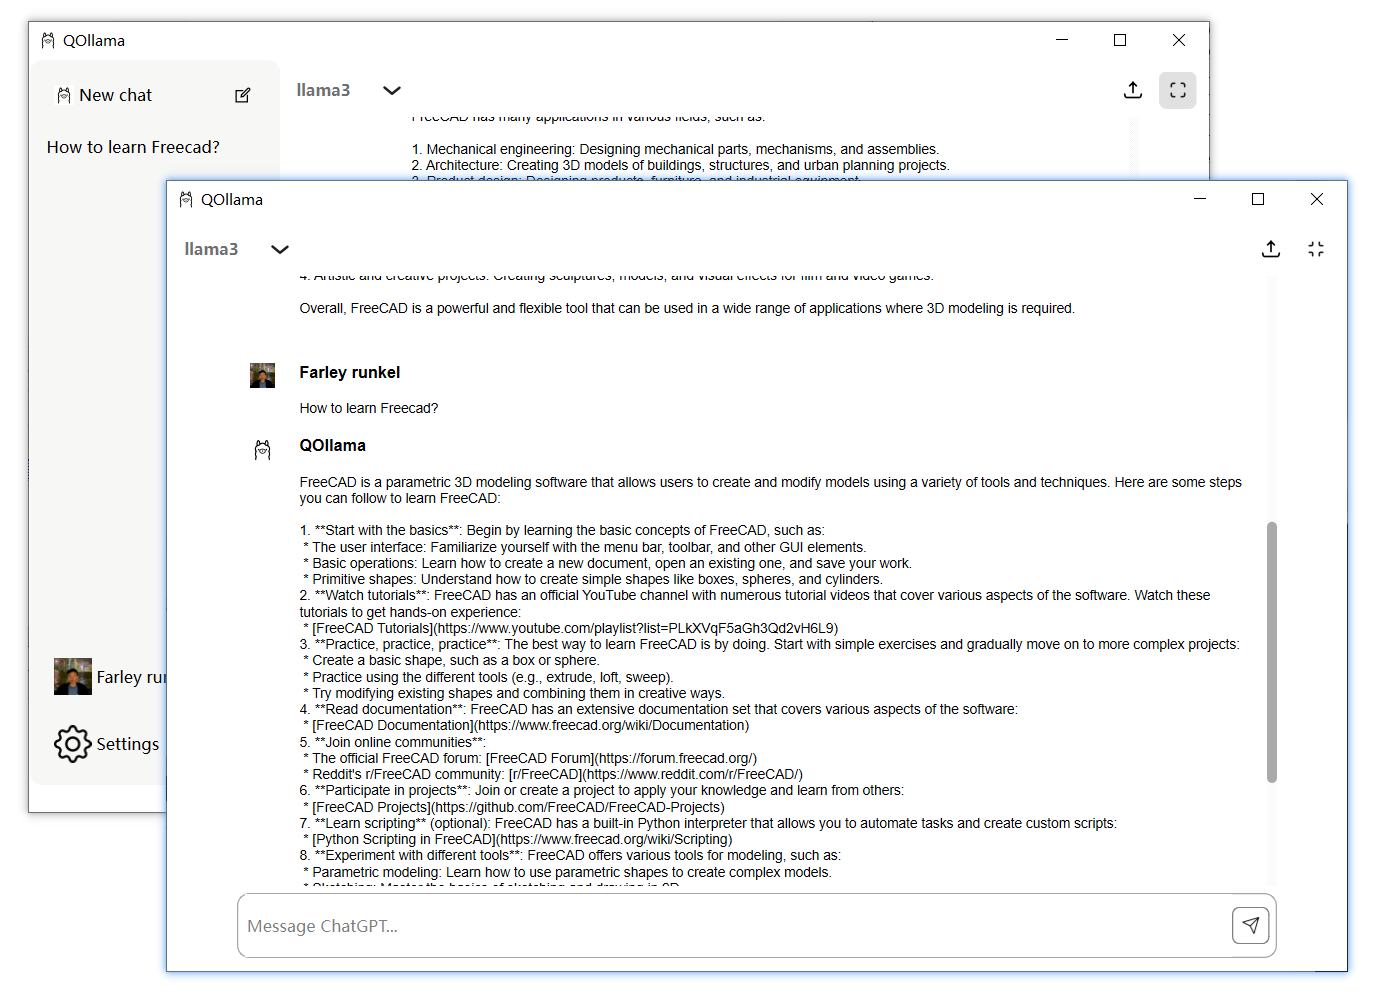 QOllama
New chat
How to learn Freecad?
llama3
FreeCAD has many applications in various fields, such as:
1. Mechanical engineering: Designing mechanical parts, mechanisms, and assemblies.
2. Architecture: Creating 3D models of buildings, structures, and urban planning projects.
3. Product design: Designing products, furniture, and industrial equipment.
Farley run
Settings
QOllama
llama3
4. Artistic and creative projects: Creating sculptures, models, and visual effects for film and video games.
Overall, FreeCAD is a powerful and flexible tool that can be used in a wide range of applications where 3D modeling is required.
Farley runkel
How to learn Freecad?
QOllama
FreeCAD is a parametric 3D modeling software that allows users to create and modify models using a variety of tools and techniques. Here are some steps
you can follow to learn FreeCAD:
1. **Start with the basics**: Begin by learning the basic concepts of FreeCAD, such as:
* The user interface: Familiarize yourself with the menu bar, toolbar, and other GUI elements.
* Basic operations: Learn how to create a new document, open an existing one, and save your work.
* Primitive shapes: Understand how to create simple shapes like boxes, spheres, and cylinders.
2. **Watch tutorials**: FreeCAD has an official YouTube channel with numerous tutorial videos that cover various aspects of the software. Watch these
tutorials to get hands-on experience:
* [FreeCAD Tutorials](https://www.youtube.com/playlist?list=PLkXVqF5aGh3Qd2vH6L9)
3. **Practice, practice, practice**: The best way to learn FreeCAD is by doing. Start with simple exercises and gradually move on to more complex projects:
* Create a basic shape, such as a box or sphere.
* Practice using the different tools (e.g., extrude, loft, sweep).
* Try modifying existing shapes and combining them in creative ways.
4. **Read documentation**: FreeCAD has an extensive documentation set that covers various aspects of the software:
* [FreeCAD Documentation](https://www.freecad.org/wiki/Documentation)
5. **Join online communities**:
* The official FreeCAD forum: [FreeCAD Forum](https://forum.freecad.org/)
* Reddit's r/FreeCAD community: [r/FreeCAD](https://www.reddit.com/r/FreeCAD/)
6. **Participate in projects**: Join or create a project to apply your knowledge and learn from others:
* [FreeCAD Projects](https://github.com/FreeCAD/FreeCAD-Projects)
7. **Learn scripting** (optional): FreeCAD has a built-in Python interpreter that allows you to automate tasks and create custom scripts:
* [Python Scripting in FreeCAD](https://www.freecad.org/wiki/Scripting)
8. **Experiment with different tools**: FreeCAD offers various tools for modeling, such as:
* Parametric modeling: Learn how to use parametric shapes to create complex models.
* Sketching: Master the basics of sketching and drawing in 2D.
Message ChatGPT...